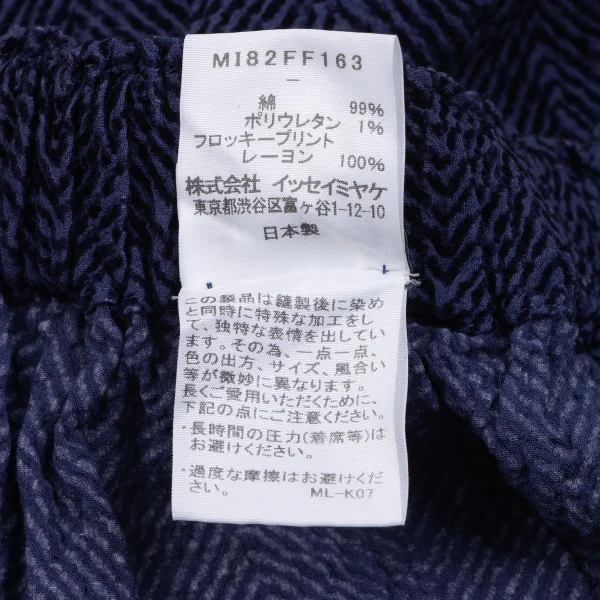 MI82FF163
—
綿 99%
ポリウレタン 1%
フロッキープリント
レーヨン 100%
株式会社 イッセイミヤケ
東京都渋谷区富ヶ谷1-12-10
日本製
この製品は縫製後に染め
と同時に特殊な加工をし
て、独特な表情を出してい
ます。その為、一点一点、
色の出方、サイズ、風合い
等が微妙に異なります。
長くご愛用いただくために、
下記の点にご注意ください。
・長時間の圧力(着席等)は
お避けください。
・過度な摩擦はお避けくだ
さい。 ML-K07